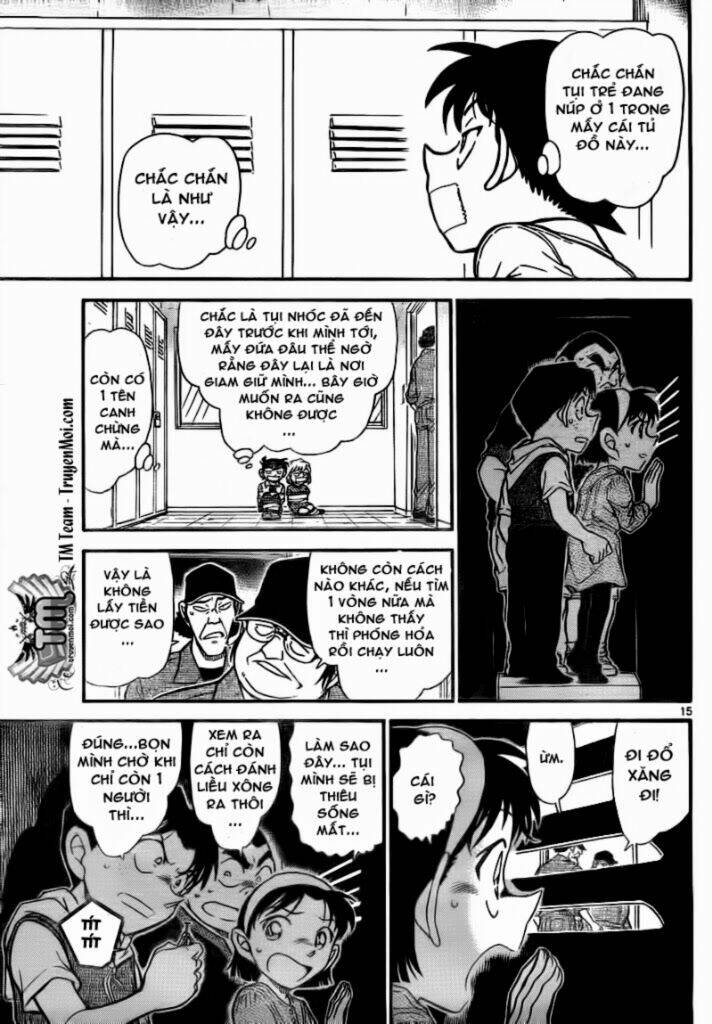 CHẮC CHẮN
TỤI TRẺ ĐANG
NÚP Ở 1 TRONG
MẤY CÁI TỦ
ĐỒ NÀY...
CHẮC CHẮN
LÀ NHƯ
VẬY...
CHẮC LÀ TỤI NHÓC ĐÃ ĐẾN
ĐÂY TRƯỚC KHI MÌNH TỚI,
MẤY ĐỨA ĐÂU THỂ NGỜ
RẰNG ĐÂY LẠI LÀ NƠI
GIAM GIỮ MÌNH... BÂY GIỜ
MUỐN RA CŨNG
KHÔNG ĐƯỢC
...
CÒN CÓ
1 TÊN
CANH
CHỪNG
MÀ...
TM Team - TruyenMoi.com
TM
TruyenMoi.com
VẬY LÀ
KHÔNG
LẤY TIỀN
ĐƯỢC SAO
...
KHÔNG CÒN CÁCH
NÀO KHÁC, NẾU TÌM
1 VÒNG NỮA MÀ
KHÔNG THẤY
THÌ PHÓNG HỎA
RỒI CHẠY LUÔN
...
15
ĐI ĐỔ
XĂNG
ĐI!
ỪM.
CÁI
GÌ?
LÀM SAO
ĐÂY... TỤI
MÌNH SẼ BỊ
THIÊU
SỐNG
MẤT...
XEM RA
CHỈ CÒN
CÁCH ĐÁNH
LIỀU XÔNG
RA THÔI
...
ĐÚNG...BỌN
MÌNH CHỜ KHI
CHỈ CÒN 1
NGƯỜI
THÌ...
TÍT
TÍT